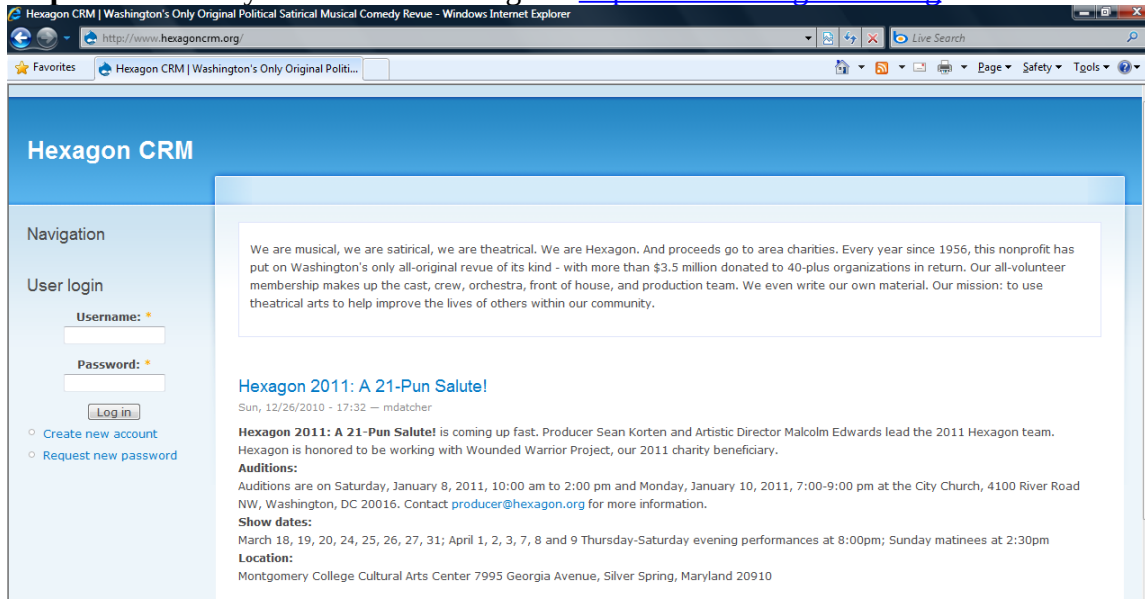 Hexagon CRM | Washington's Only Original Political Satirical Musical Comedy Revue - Windows Internet Explorer
http://www.hexagoncrm.org/
Live Search
Favorites
Hexagon CRM | Washington's Only Original Politi...
Page
Safety
Tools
Hexagon CRM
Navigation
User login
Username: *
Password: *
Log in
Create new account
Request new password
We are musical, we are satirical, we are theatrical. We are Hexagon. And proceeds go to area charities. Every year since 1956, this nonprofit has
put on Washington's only all-original revue of its kind - with more than $3.5 million donated to 40-plus organizations in return. Our all-volunteer
membership makes up the cast, crew, orchestra, front of house, and production team. We even write our own material. Our mission: to use
theatrical arts to help improve the lives of others within our community.
Hexagon 2011: A 21-Pun Salute!
Sun, 12/26/2010 - 17:32 — mdatcher
Hexagon 2011: A 21-Pun Salute! is coming up fast. Producer Sean Korten and Artistic Director Malcolm Edwards lead the 2011 Hexagon team.
Hexagon is honored to be working with Wounded Warrior Project, our 2011 charity beneficiary.
Auditions:
Auditions are on Saturday, January 8, 2011, 10:00 am to 2:00 pm and Monday, January 10, 2011, 7:00-9:00 pm at the City Church, 4100 River Road
NW, Washington, DC 20016. Contact producer@hexagon.org for more information.
Show dates:
March 18, 19, 20, 24, 25, 26, 27, 31; April 1, 2, 3, 7, 8 and 9 Thursday-Saturday evening performances at 8:00pm; Sunday matinees at 2:30pm
Location:
Montgomery College Cultural Arts Center 7995 Georgia Avenue, Silver Spring, Maryland 20910